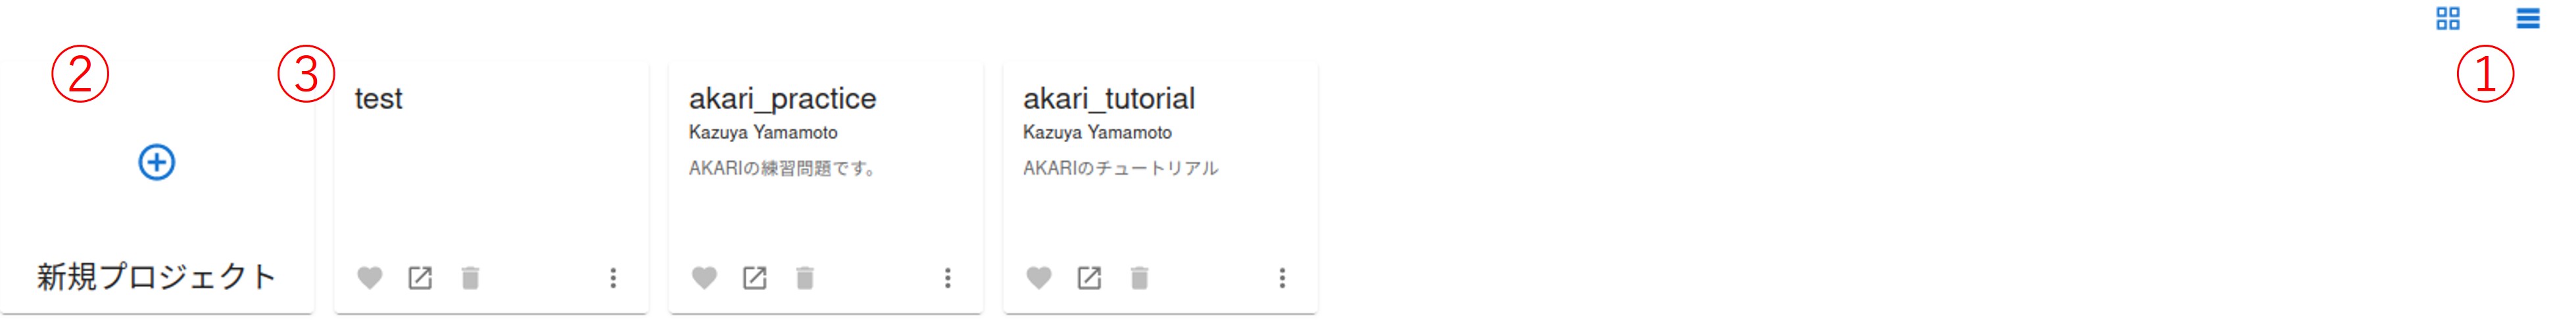 ①
②
新規プロジェクト
③
test
akari_practice
Kazuya Yamamoto
AKARIの練習問題です。
akari_tutorial
Kazuya Yamamoto
AKARIのチュートリアル